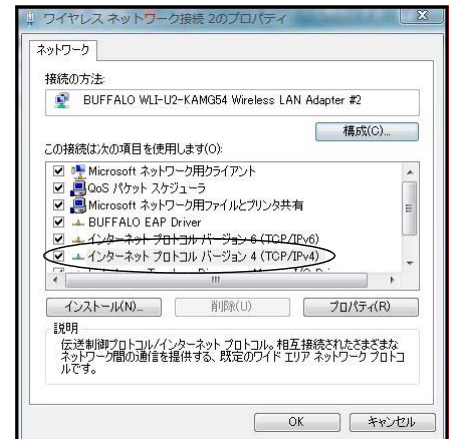 ワイヤレス ネットワーク接続 2のプロパティ
ネットワーク
接続の方法:
BUFFALO WLI-U2-KAMG54 Wireless LAN Adapter #2
構成(C)...
この接続は次の項目を使用します(O):
Microsoft ネットワーク用クライアント
QoS パケット スケジューラ
Microsoft ネットワーク用ファイルとプリンタ共有
BUFFALO EAP Driver
インターネット プロトコル バージョン 6 (TCP/IPv6)
インターネット プロトコル バージョン 4 (TCP/IPv4)
インストール(N)...
削除(U)
プロパティ(R)
説明
伝送制御プロトコル/インターネット プロトコル。相互接続されたさまざまな
ネットワーク間の通信を提供する、既定のワイド エリア ネットワーク プロトコ
ルです。
OK
キャンセル